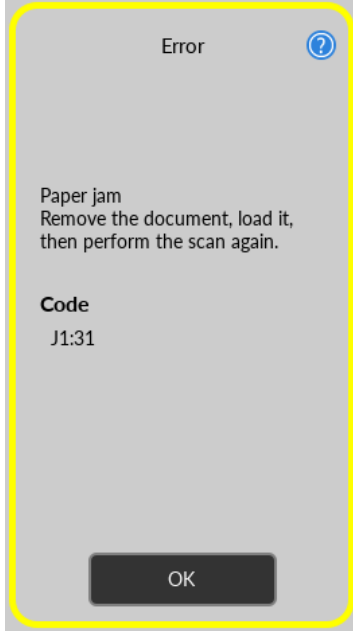 Error
?
Paper jam
Remove the document, load it,
then perform the scan again.
Code
J1:31
OK